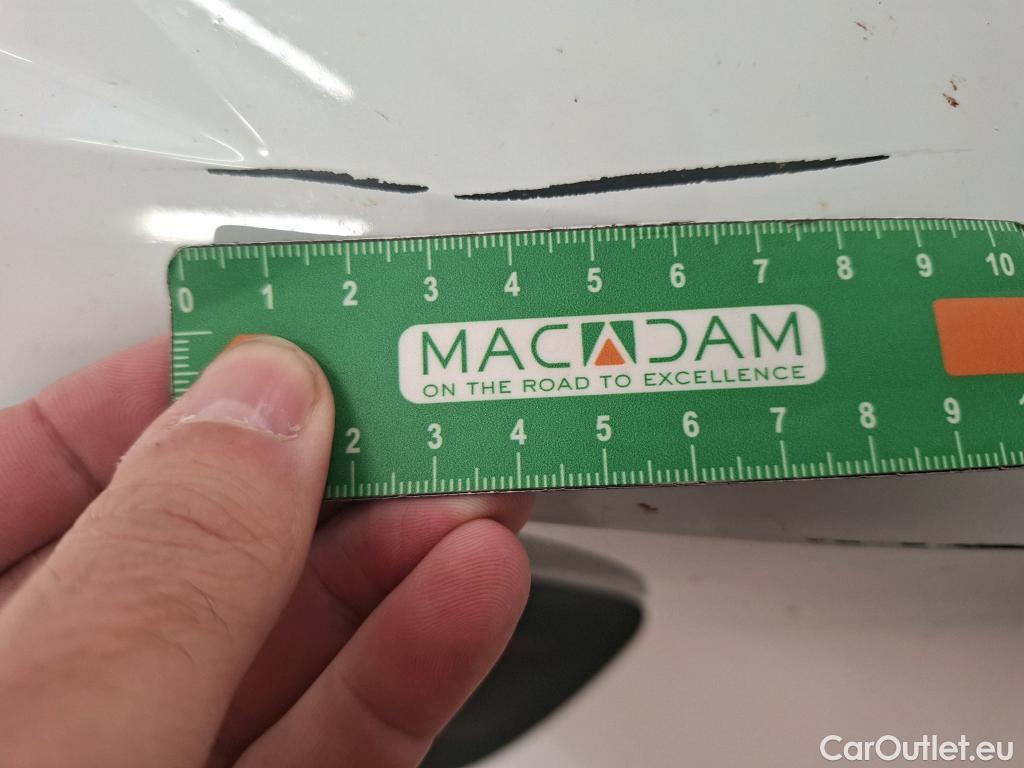 0 1 2 3 4 5 6 7 8 9 10
MACADAM
ON THE ROAD TO EXCELLENCE
2 3 4 5 6 7 8 9
CarOutlet.eu